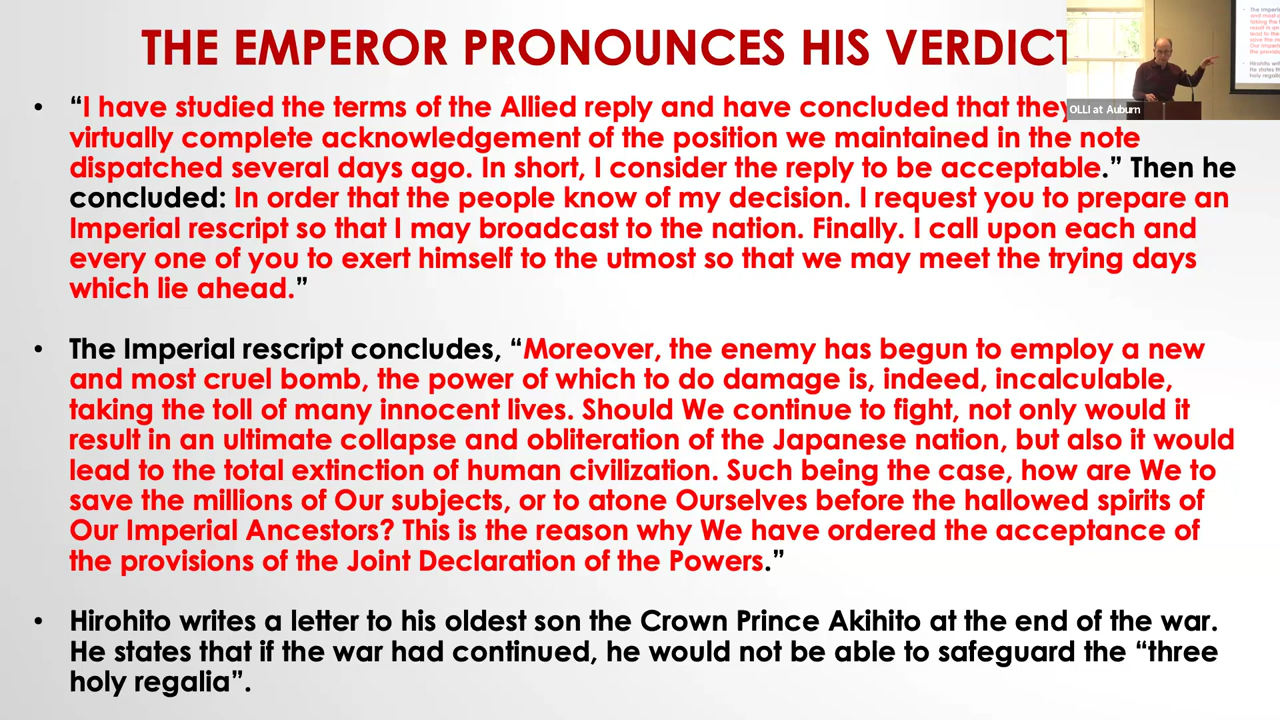 THE EMPEROR PRONOUNCES HIS VERDICT
OLLI at Auburn
• “I have studied the terms of the Allied reply and have concluded that they
virtually complete acknowledgement of the position we maintained in the note
dispatched several days ago. In short, I consider the reply to be acceptable.” Then he
concluded: In order that the people know of my decision. I request you to prepare an
Imperial rescript so that I may broadcast to the nation. Finally. I call upon each and
every one of you to exert himself to the utmost so that we may meet the trying days
which lie ahead.”
• The Imperial rescript concludes, “Moreover, the enemy has begun to employ a new
and most cruel bomb, the power of which to do damage is, indeed, incalculable,
taking the toll of many innocent lives. Should We continue to fight, not only would it
result in an ultimate collapse and obliteration of the Japanese nation, but also it would
lead to the total extinction of human civilization. Such being the case, how are We to
save the millions of Our subjects, or to atone Ourselves before the hallowed spirits of
Our Imperial Ancestors? This is the reason why We have ordered the acceptance of
the provisions of the Joint Declaration of the Powers.”
• Hirohito writes a letter to his oldest son the Crown Prince Akihito at the end of the war.
He states that if the war had continued, he would not be able to safeguard the “three
holy regalia”.